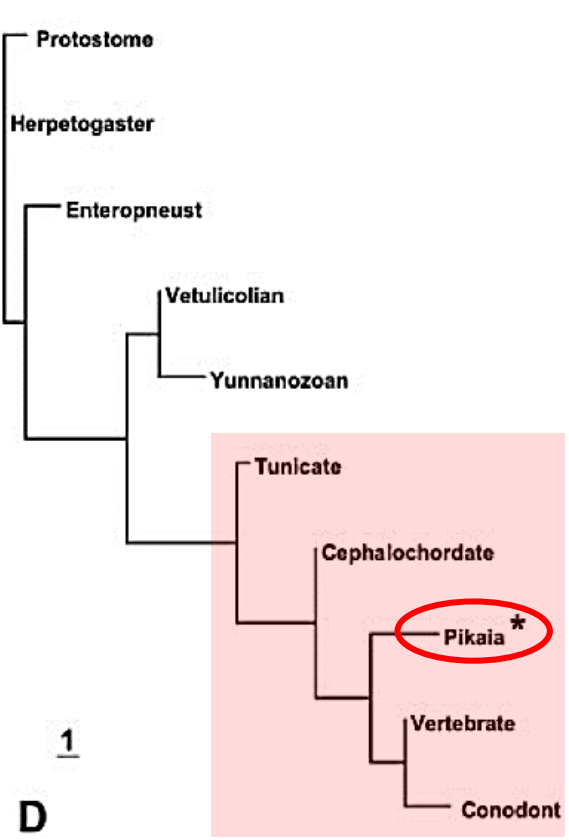 Protostome
Herpetogaster
Enteropneust
Vetulicolian
Yunnanozoan
Tunicate
Cephalochordate
Pikaia *
Vertebrate
1
Conodont
D